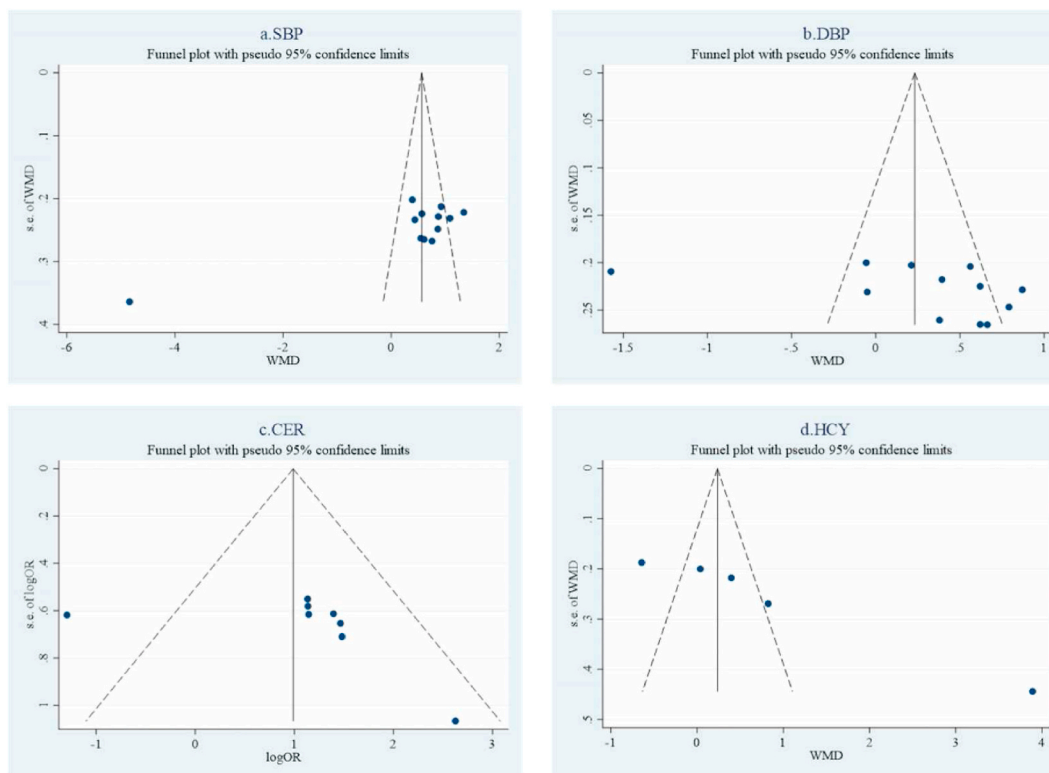 a.SBP
Funnel plot with pseudo 95% confidence limits
s.e. of WMD
0
.1
.2
.3
.4
-6 -4 -2 0 2
WMD
b.DBP
Funnel plot with pseudo 95% confidence limits
s.e. of WMD
0
.05
.1
.15
.2
.25
-1.5 -1 -.5 0 .5 1
WMD
c.CER
Funnel plot with pseudo 95% confidence limits
s.e. of logOR
0
.2
.4
.6
.8
1
-1 0 1 2 3
logOR
d.HCY
Funnel plot with pseudo 95% confidence limits
s.e. of WMD
0
.1
.2
.3
.4
.5
-1 0 1 2 3 4
WMD